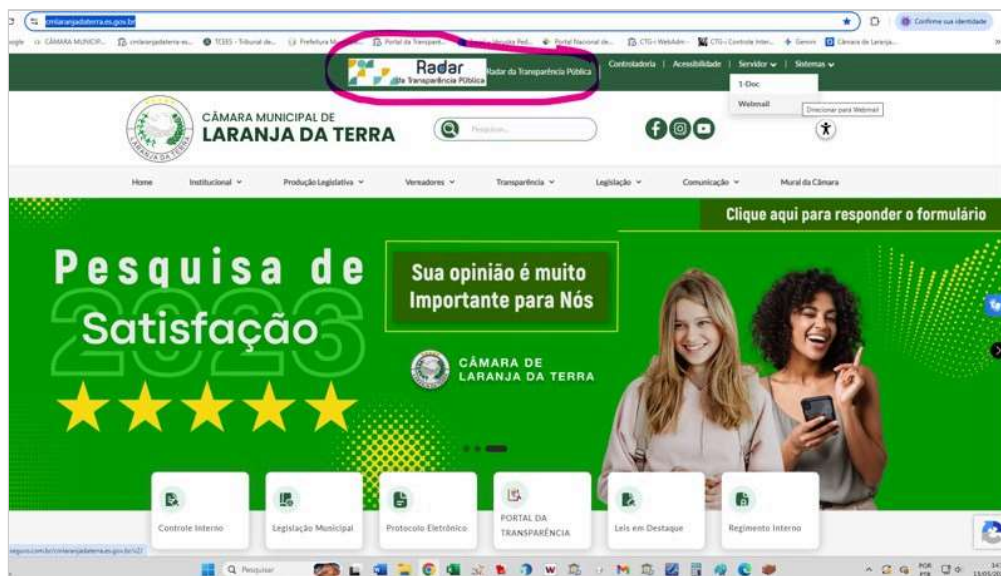 cmlaranjadaterra.es.gov.br
Confirme sua identidade
CÂMARA MUNICIP...
cmlaranjadaterra.es...
TCEES - Tribunal de...
Portal da Transparê...
Portal Nacional de...
CTG - WebAdm -
CTG - Controle Inter...
Gemini
Câmara de Laranja...
Radar
da Transparência Pública
Radar da Transparência Pública
Controladoria | Acessibilidade | Servidor | Sistemas
1-Doc
Webmail
Direcionar para Webmail
CÂMARA MUNICIPAL DE
LARANJA DA TERRA
Pesquisar...
Home Institucional Produção Legislativa Vereadores Transparência Legislação Comunicação Mural da Câmara
Clique aqui para responder o formulário
Pesquisa de
2026
Satisfação
Sua opinião é muito
Importante para Nós
CÂMARA DE
LARANJA DA TERRA
Controle Interno
Legislação Municipal
Protocolo Eletrônico
PORTAL DA
TRANSPARÊNCIA
Leis em Destaque
Regimento Interno
Pesquisar
POR